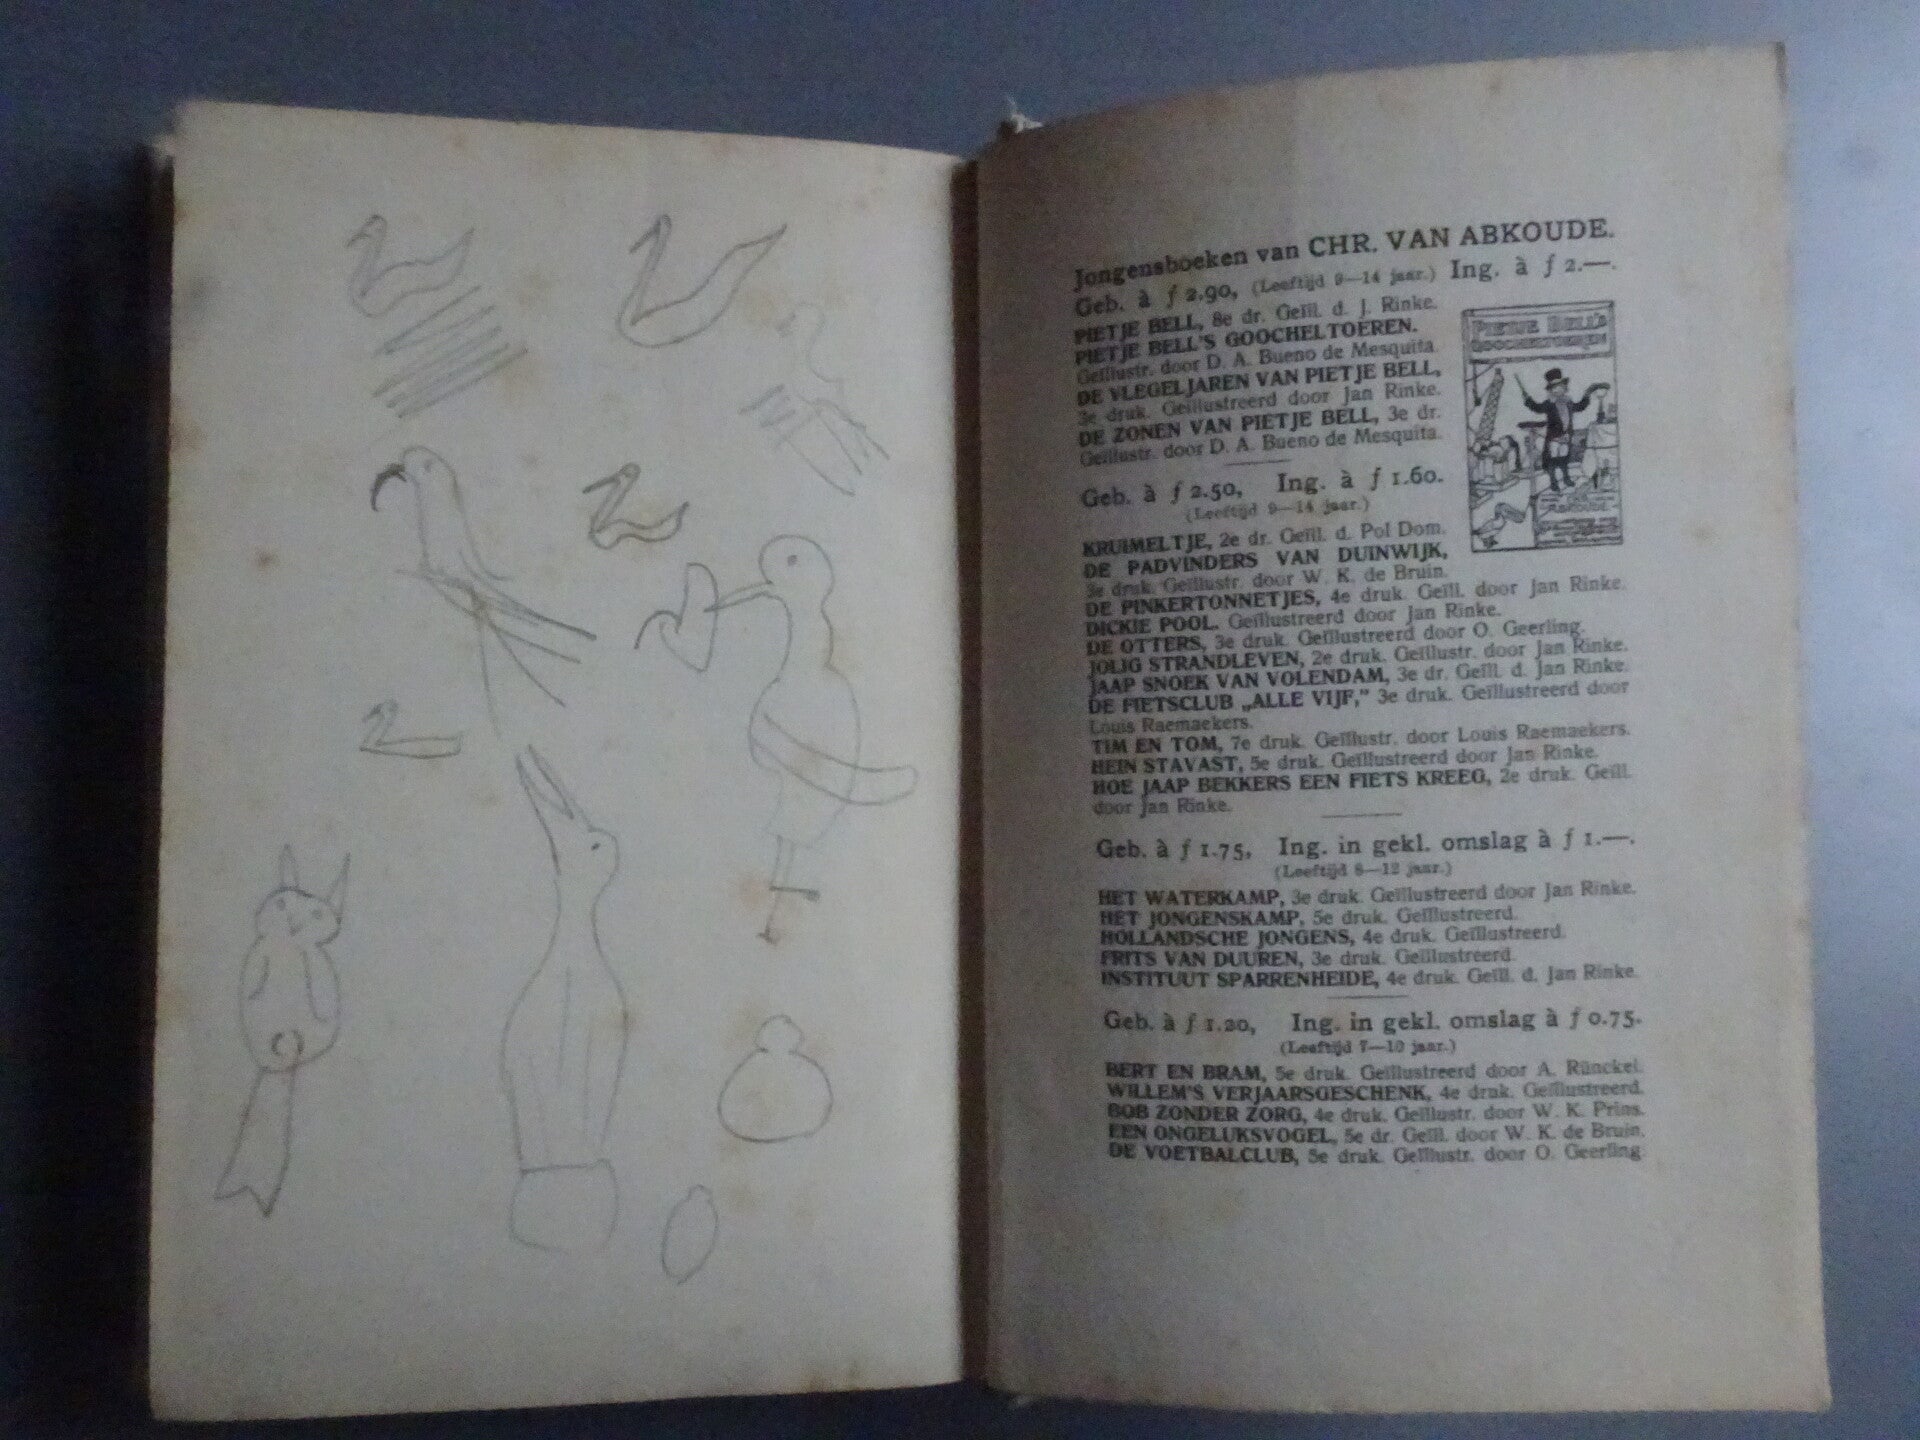 Jongensboeken van CHR. VAN ABKOUDE.
Geb. à ƒ 2.90, (Leeftijd 9—14 jaar.) Ing. à ƒ 2.—.
PIETJE BELL, 8e dr. Geïll. d. J. Rinke.
PIETJE BELL'S GOOCHELTOEREN.
Geïllustr. door D. A. Bueno de Mesquita.
DE VLEGELJAREN VAN PIETJE BELL,
3e druk. Geïllustreerd door Jan Rinke.
DE ZONEN VAN PIETJE BELL, 3e dr.
Geïllustr. door D. A. Bueno de Mesquita.
PIETJE BELL'S
GOOCHELTOEREN
ABKOUDE
Geb. à ƒ 2.50, Ing. à ƒ 1.60.
(Leeftijd 9—14 jaar.)
KRUIMELTJE, 2e dr. Geïll. d. Pol Dom.
DE PADVINDERS VAN DUINWIJK,
3e druk. Geïllustr. door W. K. de Bruin.
DE PINKERTONNETJES, 4e druk. Geïll. door Jan Rinke.
DICKIE POOL. Geïllustreerd door Jan Rinke.
DE OTTERS, 3e druk. Geïllustreerd door O. Geerling.
JOLIG STRANDLEVEN, 2e druk. Geïllustr. door Jan Rinke.
JAAP SNOEK VAN VOLENDAM, 3e dr. Geïll. d. Jan Rinke.
DE FIETSCLUB „ALLE VIJF,” 3e druk. Geïllustreerd door
Louis Raemaekers.
TIM EN TOM, 7e druk. Geïllustr. door Louis Raemaekers.
HEIN STAVAST, 5e druk. Geïllustreerd door Jan Rinke.
HOE JAAP BEKKERS EEN FIETS KREEG, 2e druk. Geïll.
door Jan Rinke.
Geb. à ƒ 1.75, Ing. in gekl. omslag à ƒ 1.—.
(Leeftijd 8—12 jaar.)
HET WATERKAMP, 3e druk. Geïllustreerd door Jan Rinke.
HET JONGENSKAMP, 5e druk. Geïllustreerd.
HOLLANDSCHE JONGENS, 4e druk. Geïllustreerd.
FRITS VAN DUUREN, 3e druk. Geïllustreerd.
INSTITUUT SPARRENHEIDE, 4e druk. Geïll. d. Jan Rinke.
Geb. à ƒ 1.20, Ing. in gekl. omslag à ƒ 0.75.
(Leeftijd 7—10 jaar.)
BERT EN BRAM, 5e druk. Geïllustreerd door A. Rünckel.
WILLEM'S VERJAARSGESCHENK, 4e druk. Geïllustreerd.
BOB ZONDER ZORG, 4e druk. Geïllustr. door W. K. Prins.
EEN ONGELUKSVOGEL, 5e dr. Geïll. door W. K. de Bruin.
DE VOETBALCLUB, 5e druk. Geïllustr. door O. Geerling.